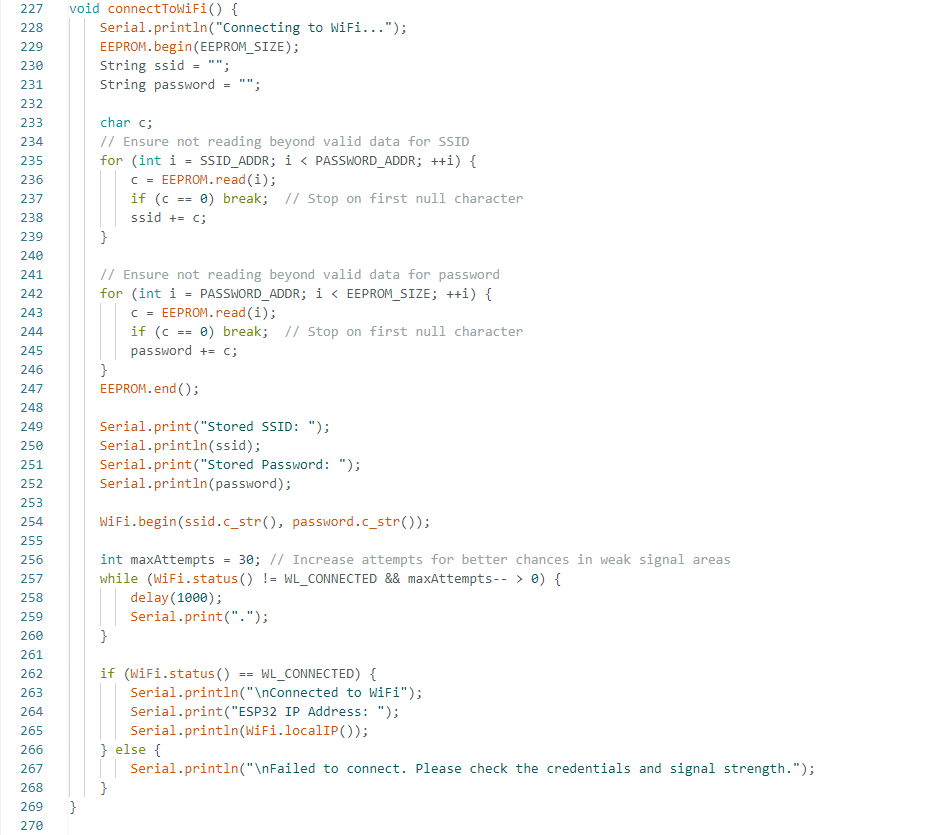 227 void connectToWiFi() {
228 Serial.println("Connecting to WiFi...");
229 EEPROM.begin(EEPROM_SIZE);
230 String ssid = "";
231 String password = "";
232
233 char c;
234 // Ensure not reading beyond valid data for SSID
235 for (int i = SSID_ADDR; i < PASSWORD_ADDR; ++i) {
236 c = EEPROM.read(i);
237 if (c == 0) break;  // Stop on first null character
238 ssid += c;
239 }
240
241 // Ensure not reading beyond valid data for password
242 for (int i = PASSWORD_ADDR; i < EEPROM_SIZE; ++i) {
243 c = EEPROM.read(i);
244 if (c == 0) break;  // Stop on first null character
245 password += c;
246 }
247 EEPROM.end();
248
249 Serial.print("Stored SSID: ");
250 Serial.println(ssid);
251 Serial.print("Stored Password: ");
252 Serial.println(password);
253
254 WiFi.begin(ssid.c_str(), password.c_str());
255
256 int maxAttempts = 30; // Increase attempts for better chances in weak signal areas
257 while (WiFi.status() != WL_CONNECTED && maxAttempts-- > 0) {
258 delay(1000);
259 Serial.print(".");
260 }
261
262 if (WiFi.status() == WL_CONNECTED) {
263 Serial.println("\nConnected to WiFi");
264 Serial.print("ESP32 IP Address: ");
265 Serial.println(WiFi.localIP());
266 } else {
267 Serial.println("\nFailed to connect. Please check the credentials and signal strength.");
268 }
269 }
270